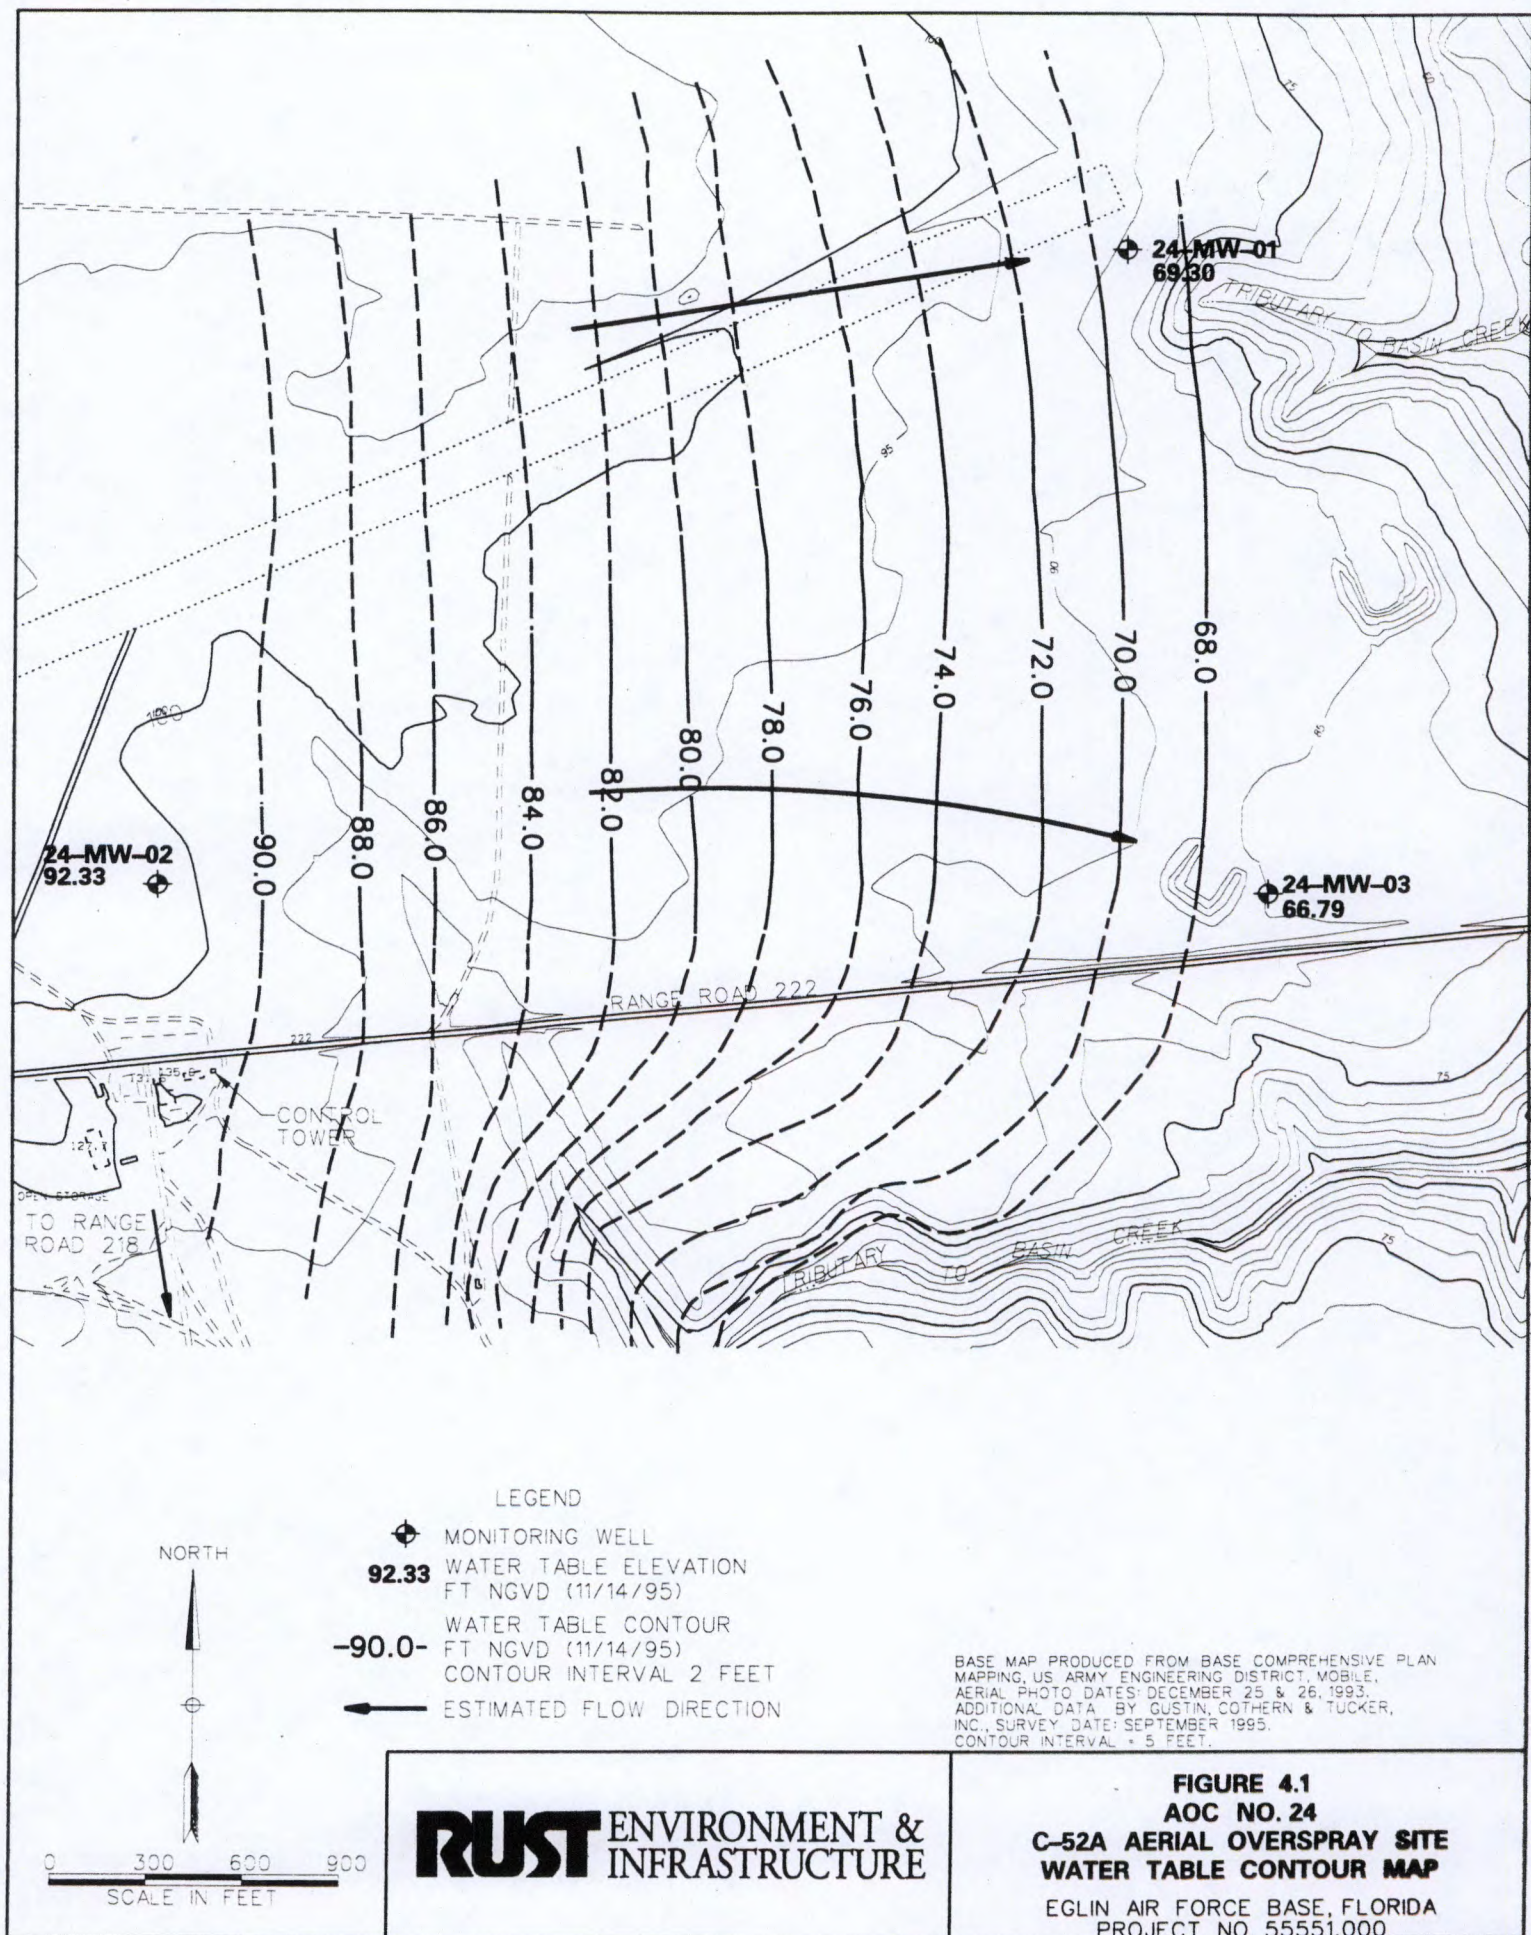 100
75
60
24-MW-01
69.30
TRIBUTARY TO BASIN CREEK
95
90
68.0
70.0
72.0
74.0
76.0
78.0
80.0
82.0
84.0
86.0
88.0
90.0
100
85
24-MW-02
92.33
24-MW-03
66.79
RANGE ROAD 222
222
CONTROL
TOWER
OPEN STORAGE
TO RANGE
ROAD 218
75
TRIBUTARY TO BASIN CREEK
75
LEGEND
MONITORING WELL
92.33 WATER TABLE ELEVATION
FT NGVD (11/14/95)
WATER TABLE CONTOUR
-90.0- FT NGVD (11/14/95)
CONTOUR INTERVAL 2 FEET
ESTIMATED FLOW DIRECTION
NORTH
0 300 600 900
SCALE IN FEET
BASE MAP PRODUCED FROM BASE COMPREHENSIVE PLAN
MAPPING, US ARMY ENGINEERING DISTRICT, MOBILE,
AERIAL PHOTO DATES: DECEMBER 25 & 26, 1993.
ADDITIONAL DATA BY GUSTIN, COTHERN & TUCKER,
INC., SURVEY DATE: SEPTEMBER 1995.
CONTOUR INTERVAL = 5 FEET.
RUST ENVIRONMENT &
INFRASTRUCTURE
FIGURE 4.1
AOC NO. 24
C-52A AERIAL OVERSPRAY SITE
WATER TABLE CONTOUR MAP
EGLIN AIR FORCE BASE, FLORIDA
PROJECT NO. 55551.000